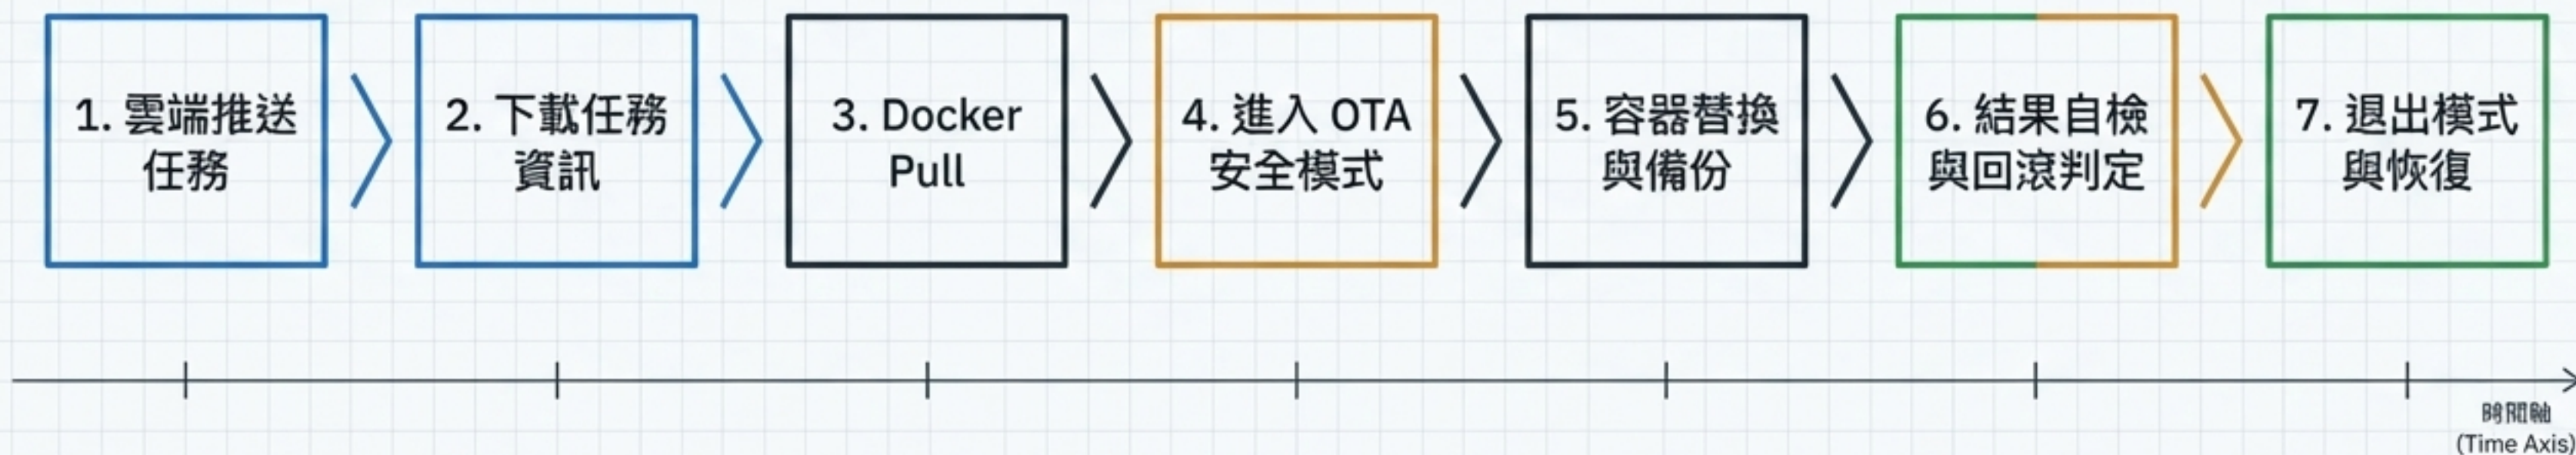 1. 雲端推送
任務
2. 下載任務
資訊
3. Docker
Pull
4. 進入 OTA
安全模式
5. 容器替換
與備份
6. 結果自檢
與回滾判定
7. 退出模式
與恢復
時間軸
(Time Axis)